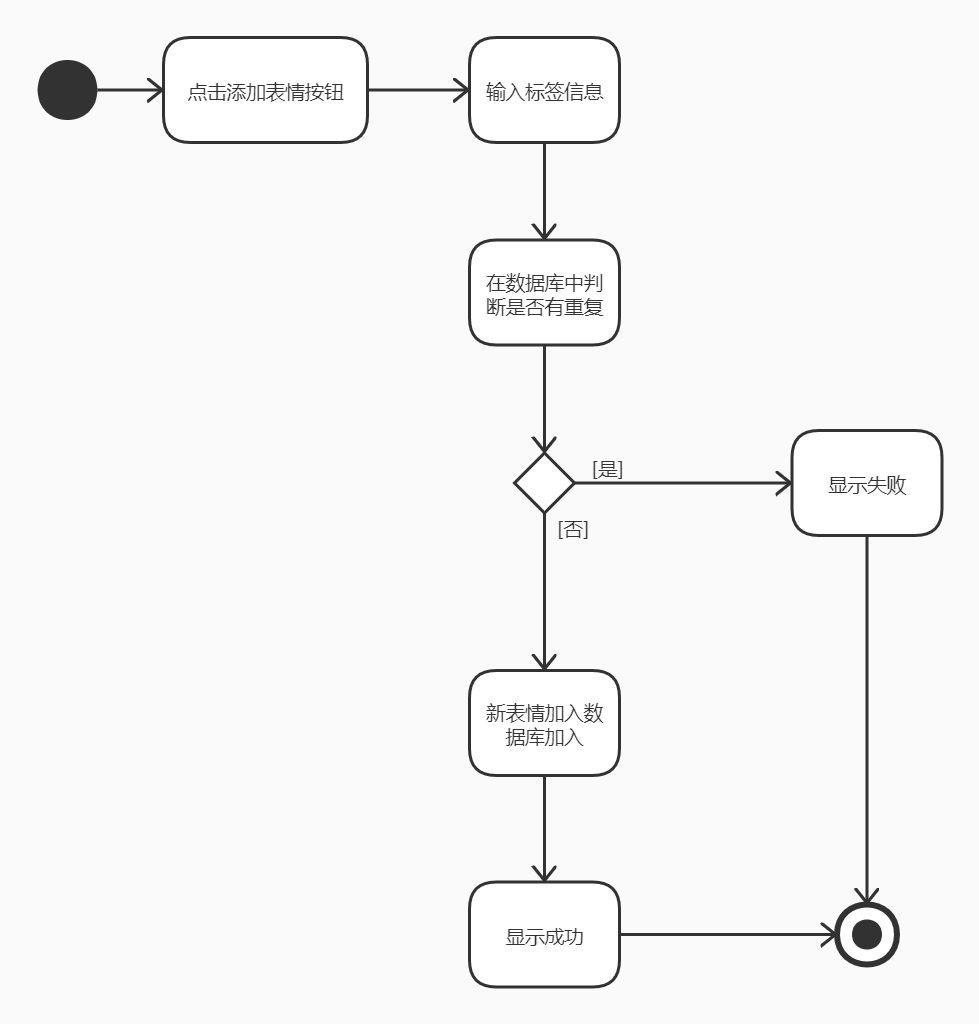 点击添加表情按钮
输入标签信息
在数据库中判
断是否有重复
[是]
显示失败
[否]
新表情加入数
据库加入
显示成功